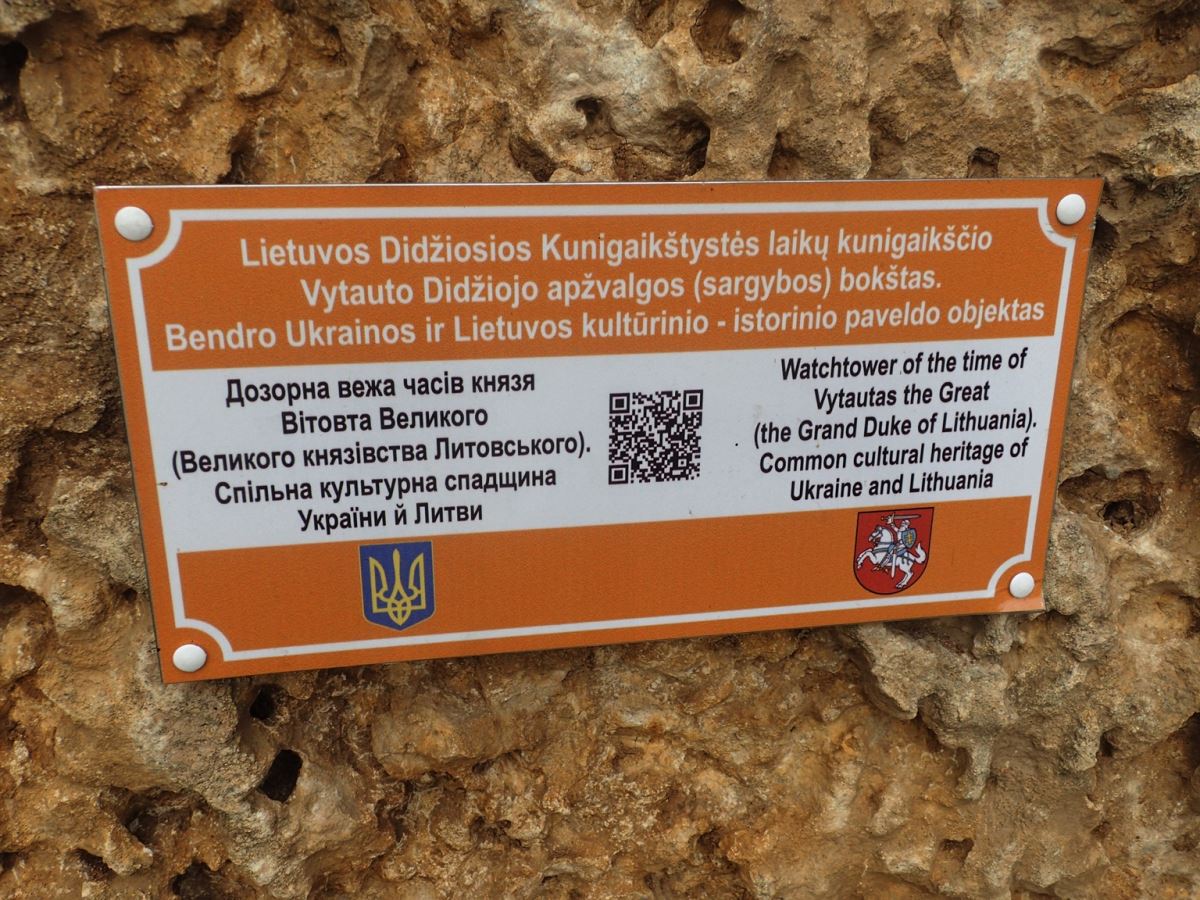 Lietuvos Didžiosios Kunigaikštystės laikų kunigaikščio
Vytauto Didžiojo apžvalgos (sargybos) bokštas.
Bendro Ukrainos ir Lietuvos kultūrinio - istorinio paveldo objektas
Дозорна вежа часів князя
Вітовта Великого
(Великого князівства Литовського).
Спільна культурна спадщина
України й Литви
Watchtower of the time of
Vytautas the Great
(the Grand Duke of Lithuania).
Common cultural heritage of
Ukraine and Lithuania